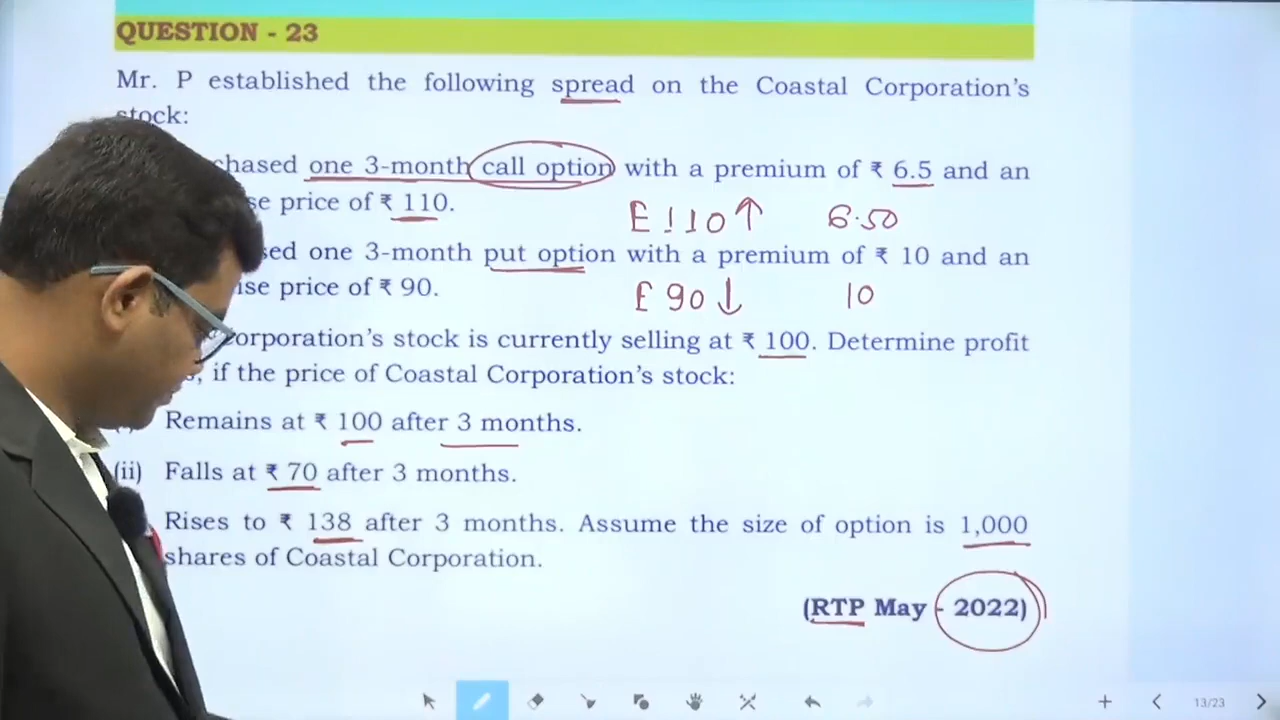 QUESTION - 23
Mr. P established the following spread on the Coastal Corporation's
stock:
chased one 3-month call option with a premium of ₹ 6.5 and an
se price of ₹ 110.
E 110 ↑ 6.50
sed one 3-month put option with a premium of ₹ 10 and an
ise price of ₹ 90.
E 90 ↓ 10
orporation's stock is currently selling at ₹ 100. Determine profit
, if the price of Coastal Corporation's stock:
Remains at ₹ 100 after 3 months.
(ii) Falls at ₹ 70 after 3 months.
Rises to ₹ 138 after 3 months. Assume the size of option is 1,000
shares of Coastal Corporation.
(RTP May - 2022)
13/23